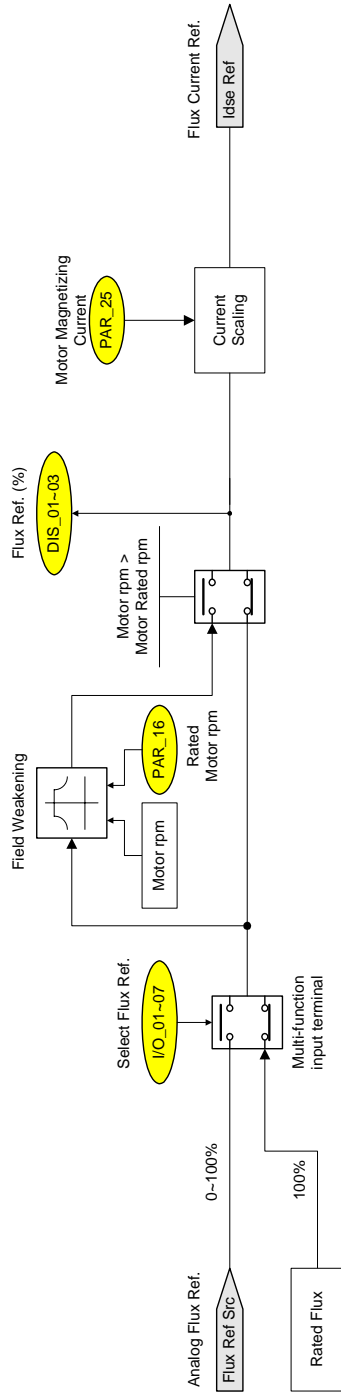 Analog Flux Ref.
Flux Ref Src
Rated Flux
0~100%
100%
Select Flux Ref.
I/O_01~07
Multi-function
input terminal
Field Weakening
Motor rpm
PAR_16
Rated
Motor rpm
Motor rpm >
Motor Rated rpm
Flux Ref. (%)
DIS_01~03
Motor Magnetizing
Current
PAR_25
Current
Scaling
Flux Current Ref.
Idse Ref